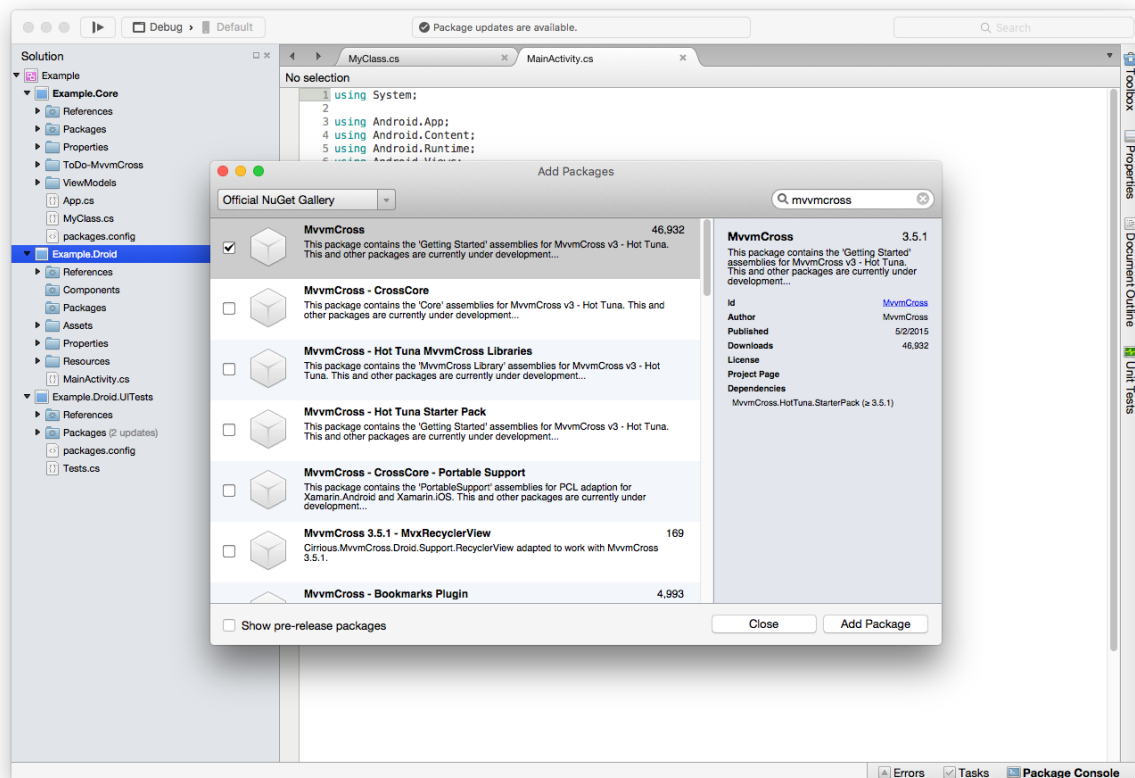 Debug › Default
Package updates are available.
Search
Solution
Example
Example.Core
References
Packages
Properties
ToDo-MvvmCross
ViewModels
App.cs
MyClass.cs
packages.config
Example.Droid
References
Components
Packages
Assets
Properties
Resources
MainActivity.cs
Example.Droid.UITests
References
Packages (2 updates)
packages.config
Tests.cs
MyClass.cs
MainActivity.cs
No selection
1 using System;
2
3 using Android.App;
4 using Android.Content;
5 using Android.Runtime;
6 using Android.Views;
Add Packages
Official NuGet Gallery
mvvmcross
MvvmCross 46,932
This package contains the 'Getting Started' assemblies for MvvmCross v3 - Hot Tuna.
This and other packages are currently under development...
MvvmCross - CrossCore
This package contains the 'Core' assemblies for MvvmCross v3 - Hot Tuna. This and
other packages are currently under development...
MvvmCross - Hot Tuna MvvmCross Libraries
This package contains the 'MvvmCross Library' assemblies for MvvmCross v3 - Hot
Tuna. This and other packages are currently under development...
MvvmCross - Hot Tuna Starter Pack
This package contains the 'Getting Started' assemblies for MvvmCross v3 - Hot Tuna.
This and other packages are currently under development...
MvvmCross - CrossCore - Portable Support
This package contains the 'PortableSupport' assemblies for PCL adaption for
Xamarin.Android and Xamarin.iOS. This and other packages are currently under
development...
MvvmCross 3.5.1 - MvxRecyclerView 169
Cirrious.MvvmCross.Droid.Support.RecyclerView adapted to work with MvvmCross
3.5.1.
MvvmCross - Bookmarks Plugin 4,993
MvvmCross 3.5.1
This package contains the 'Getting Started'
assemblies for MvvmCross v3 - Hot Tuna.
This and other packages are currently under
development...
Id MvvmCross
Author MvvmCross
Published 5/2/2015
Downloads 46,932
License
Project Page
Dependencies
MvvmCross.HotTuna.StarterPack (≥ 3.5.1)
Show pre-release packages
Close
Add Package
Toolbox
Properties
Document Outline
Unit Tests
Errors
Tasks
Package Console